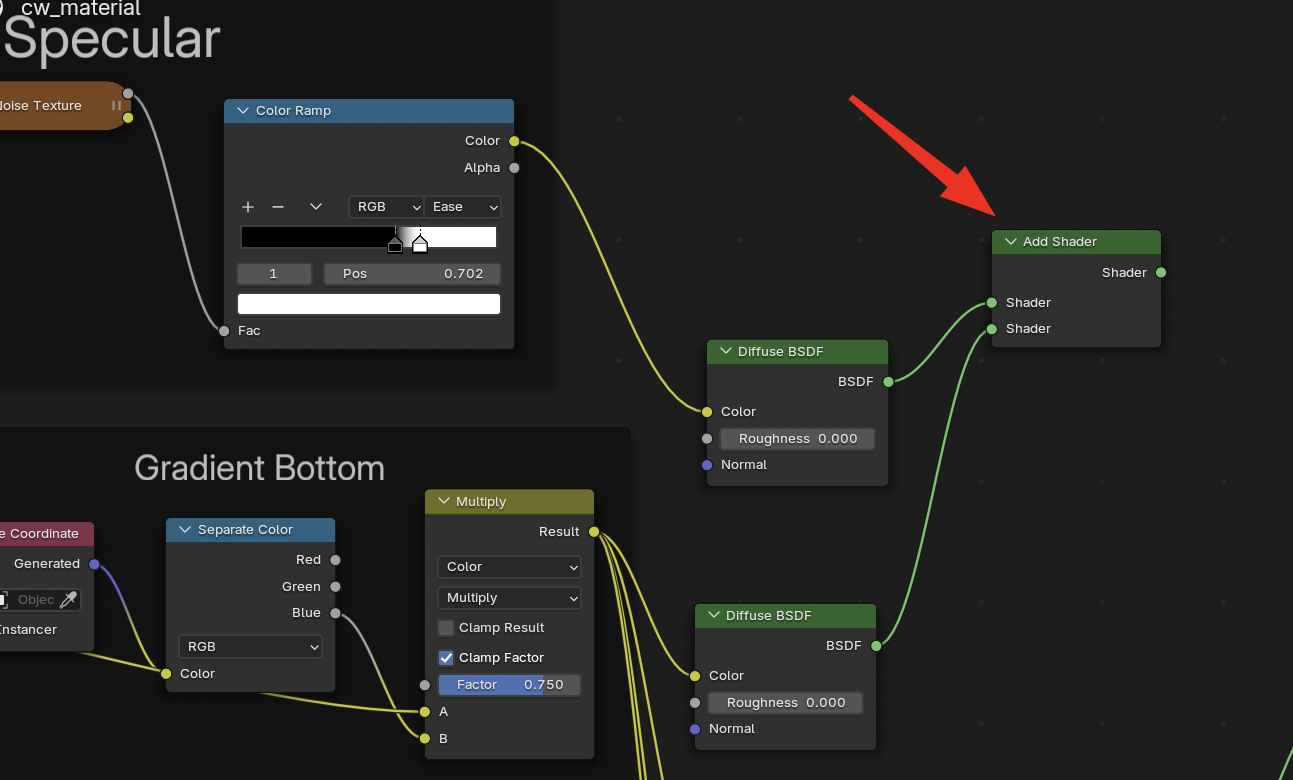 cw_material
Specular
Noise Texture
Color Ramp
Color
Alpha
RGB
Ease
1
Pos 0.702
Fac
Add Shader
Shader
Shader
Shader
Diffuse BSDF
BSDF
Color
Roughness 0.000
Normal
Gradient Bottom
e Coordinate
Generated
Objec
Instancer
Separate Color
Red
Green
Blue
RGB
Color
Multiply
Result
Color
Multiply
Clamp Result
Clamp Factor
Factor 0.750
A
B
Diffuse BSDF
BSDF
Color
Roughness 0.000
Normal